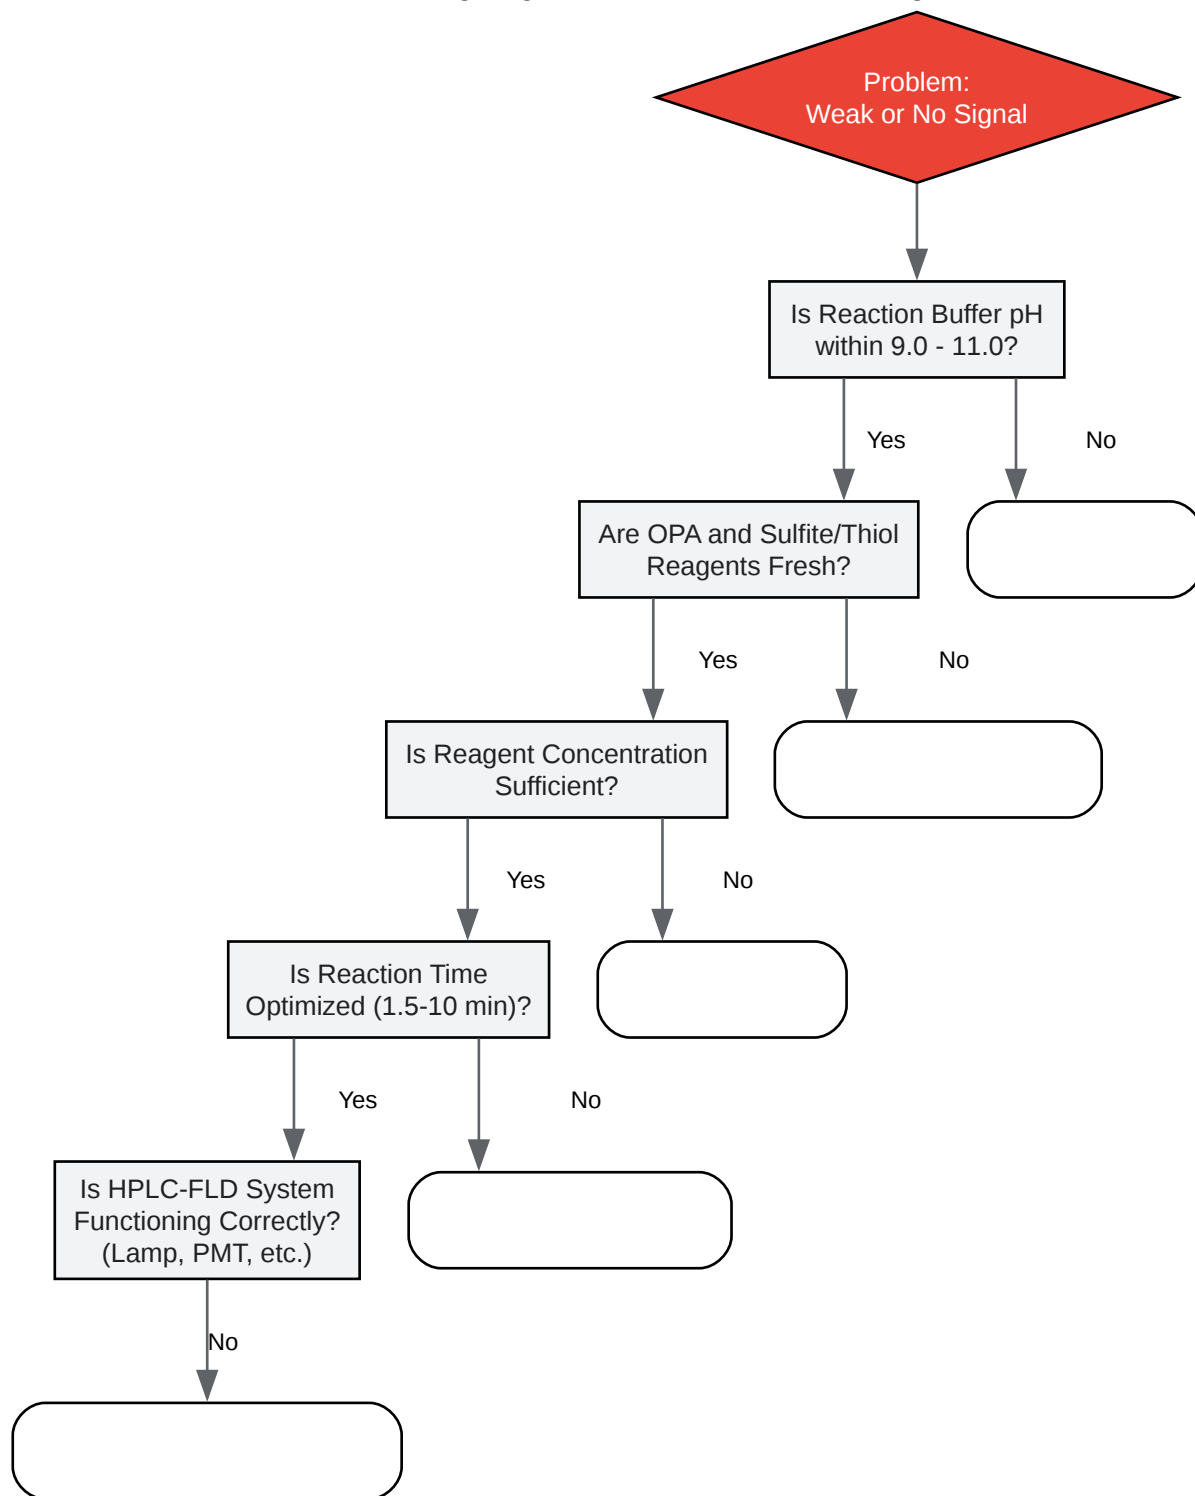 Problem:
Weak or No Signal
Is Reaction Buffer pH
within 9.0 - 11.0?
Yes
No
Are OPA and Sulfite/Thiol
Reagents Fresh?
Yes
No
Is Reagent Concentration
Sufficient?
Yes
No
Is Reaction Time
Optimized (1.5-10 min)?
Yes
No
Is HPLC-FLD System
Functioning Correctly?
(Lamp, PMT, etc.)
No